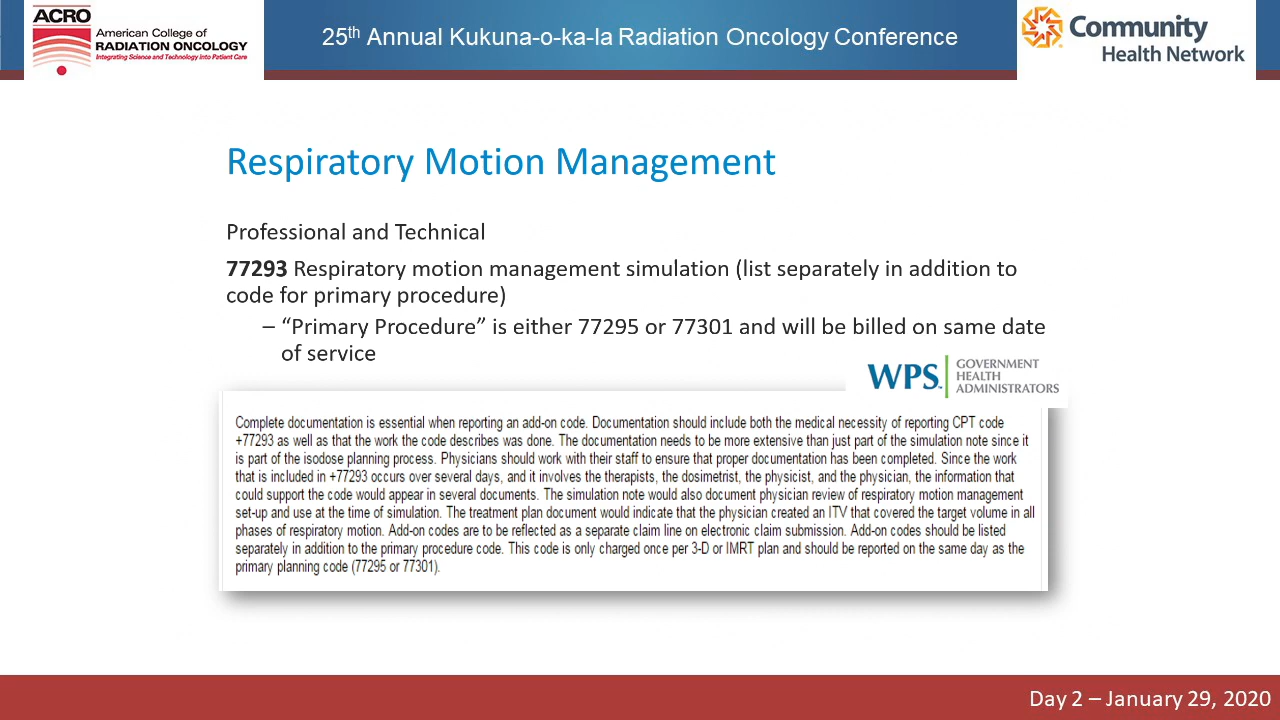 ACRO
American College of
RADIATION ONCOLOGY
Integrating Science and Technology Into Patient Care
25th Annual Kukuna-o-ka-la Radiation Oncology Conference
Community
Health Network
Respiratory Motion Management
Professional and Technical
77293 Respiratory motion management simulation (list separately in addition to
code for primary procedure)
– “Primary Procedure” is either 77295 or 77301 and will be billed on same date
of service
WPS™ GOVERNMENT
HEALTH
ADMINISTRATORS
Complete documentation is essential when reporting an add-on code. Documentation should include both the medical necessity of reporting CPT code
+77293 as well as that the work the code describes was done. The documentation needs to be more extensive than just part of the simulation note since it
is part of the isodose planning process. Physicians should work with their staff to ensure that proper documentation has been completed. Since the work
that is included in +77293 occurs over several days, and it involves the therapists, the dosimetrist, the physicist, and the physician, the information that
could support the code would appear in several documents. The simulation note would also document physician review of respiratory motion management
set-up and use at the time of simulation. The treatment plan document would indicate that the physician created an ITV that covered the target volume in all
phases of respiratory motion. Add-on codes are to be reflected as a separate claim line on electronic claim submission. Add-on codes should be listed
separately in addition to the primary procedure code. This code is only charged once per 3-D or IMRT plan and should be reported on the same day as the
primary planning code (77295 or 77301).
Day 2 – January 29, 2020